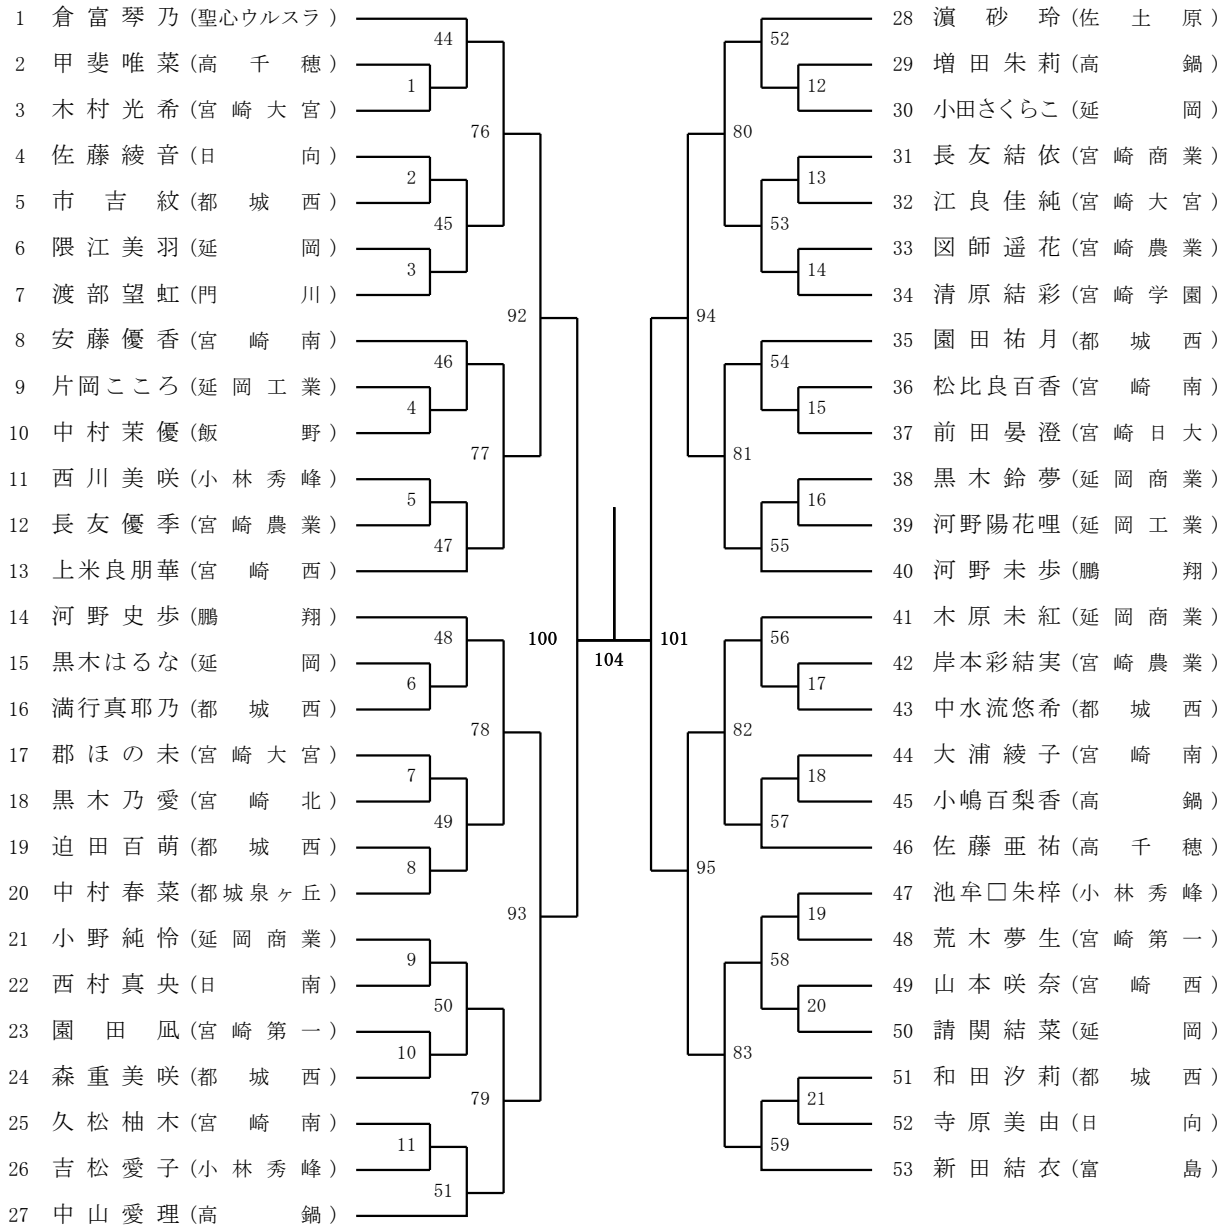 1 倉富琴乃 (聖心ウルスラ)
2 甲斐唯菜 (高千穂)
3 木村光希 (宮崎大宮)
4 佐藤綾音 (日向)
5 市吉紋 (都城西)
6 隈江美羽 (延岡)
7 渡部望虹 (門川)
8 安藤優香 (宮崎南)
9 片岡こころ (延岡工業)
10 中村茉優 (飯野)
11 西川美咲 (小林秀峰)
12 長友優季 (宮崎農業)
13 上米良朋華 (宮崎西)
14 河野史歩 (鵬翔)
15 黒木はるな (延岡)
16 満行真耶乃 (都城西)
17 郡ほの未 (宮崎大宮)
18 黒木乃愛 (宮崎北)
19 迫田百萌 (都城西)
20 中村春菜 (都城泉ヶ丘)
21 小野純怜 (延岡商業)
22 西村真央 (日南)
23 園田凪 (宮崎第一)
24 森重美咲 (都城西)
25 久松柚木 (宮崎南)
26 吉松愛子 (小林秀峰)
27 中山愛理 (高鍋)
44
1
76
2
45
3
92
46
4
77
5
47
100
48
6
78
7
49
8
93
9
50
10
79
11
51
104
101
52
12
80
13
53
14
94
54
15
81
16
55
56
17
82
18
57
95
19
58
20
83
21
59
28 濵砂玲 (佐土原)
29 増田朱莉 (高鍋)
30 小田さくらこ (延岡)
31 長友結依 (宮崎商業)
32 江良佳純 (宮崎大宮)
33 図師遥花 (宮崎農業)
34 清原結彩 (宮崎学園)
35 園田祐月 (都城西)
36 松比良百香 (宮崎南)
37 前田晏澄 (宮崎日大)
38 黒木鈴夢 (延岡商業)
39 河野陽花哩 (延岡工業)
40 河野未歩 (鵬翔)
41 木原未紅 (延岡商業)
42 岸本彩結実 (宮崎農業)
43 中水流悠希 (都城西)
44 大浦綾子 (宮崎南)
45 小嶋百梨香 (高鍋)
46 佐藤亜祐 (高千穂)
47 池牟□朱梓 (小林秀峰)
48 荒木夢生 (宮崎第一)
49 山本咲奈 (宮崎西)
50 請関結菜 (延岡)
51 和田汐莉 (都城西)
52 寺原美由 (日向)
53 新田結衣 (富島)